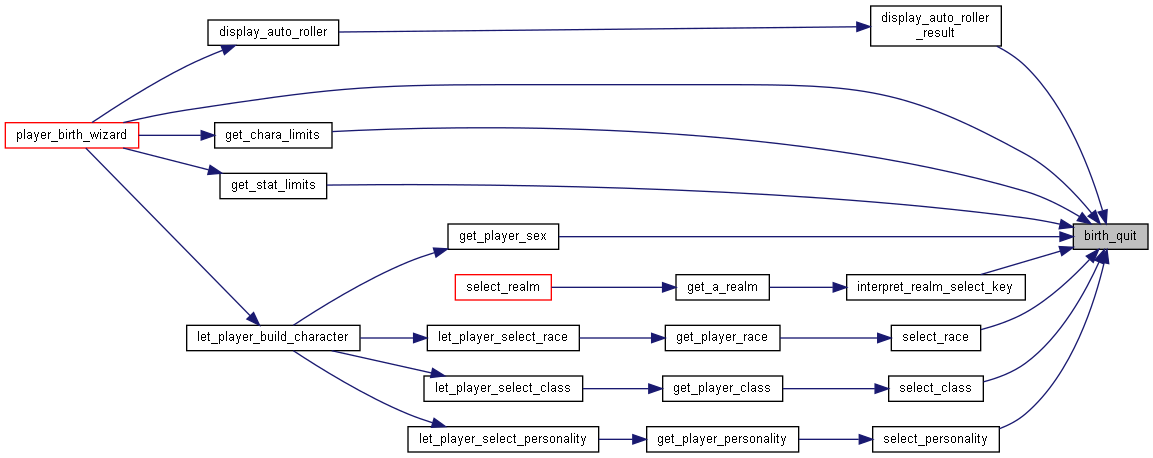 display_auto_roller
display_auto_roller
_result
player_birth_wizard
get_chara_limits
get_stat_limits
get_player_sex
birth_quit
select_realm
get_a_realm
interpret_realm_select_key
let_player_build_character
let_player_select_race
get_player_race
select_race
let_player_select_class
get_player_class
select_class
let_player_select_personality
get_player_personality
select_personality